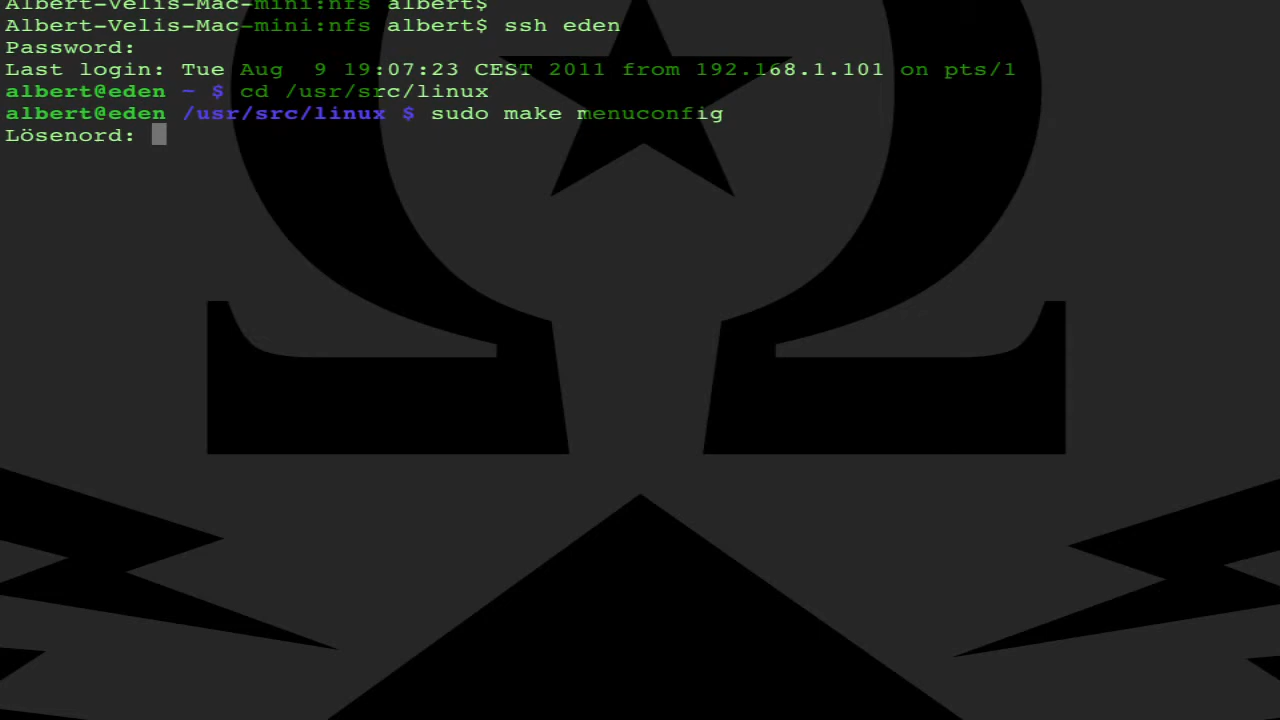 Albert-Velis-Mac-mini:nfs albert$
Albert-Velis-Mac-mini:nfs albert$ ssh eden
Password:
Last login: Tue Aug  9 19:07:23 CEST 2011 from 192.168.1.101 on pts/1
albert@eden ~ $ cd /usr/src/linux
albert@eden /usr/src/linux $ sudo make menuconfig
Lösenord: